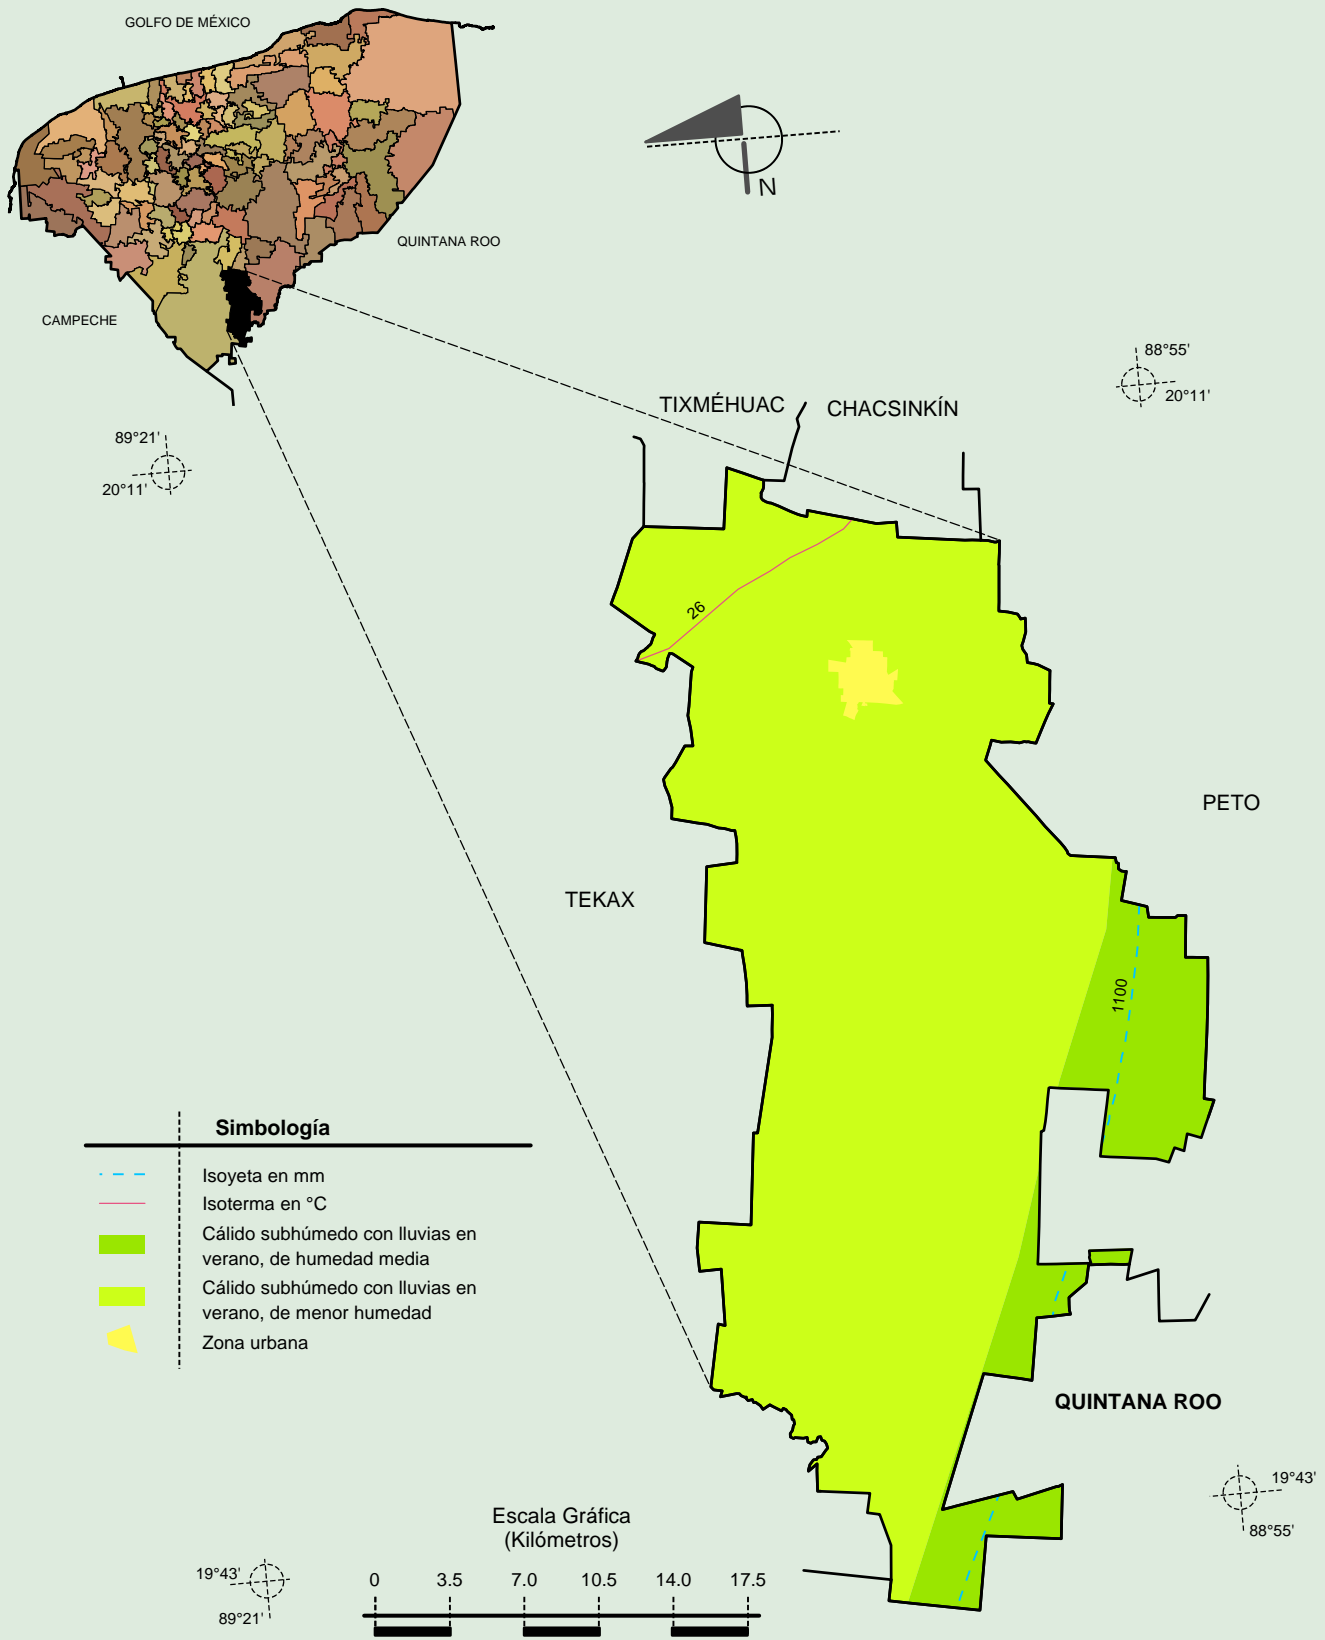 GOLFO DE MÉXICO
N
QUINTANA ROO
CAMPECHE
88°55'
20°11'
TIXMÉHUAC
CHACSINKÍN
89°21'
20°11'
26
PETO
TEKAX
1100
Simbología
Isoyeta en mm
Isoterma en °C
Cálido subhúmedo con lluvias en
verano, de humedad media
Cálido subhúmedo con lluvias en
verano, de menor humedad
Zona urbana
QUINTANA ROO
19°43'
88°55'
Escala Gráfica
(Kilómetros)
0 3.5 7.0 10.5 14.0 17.5
19°43'
89°21'